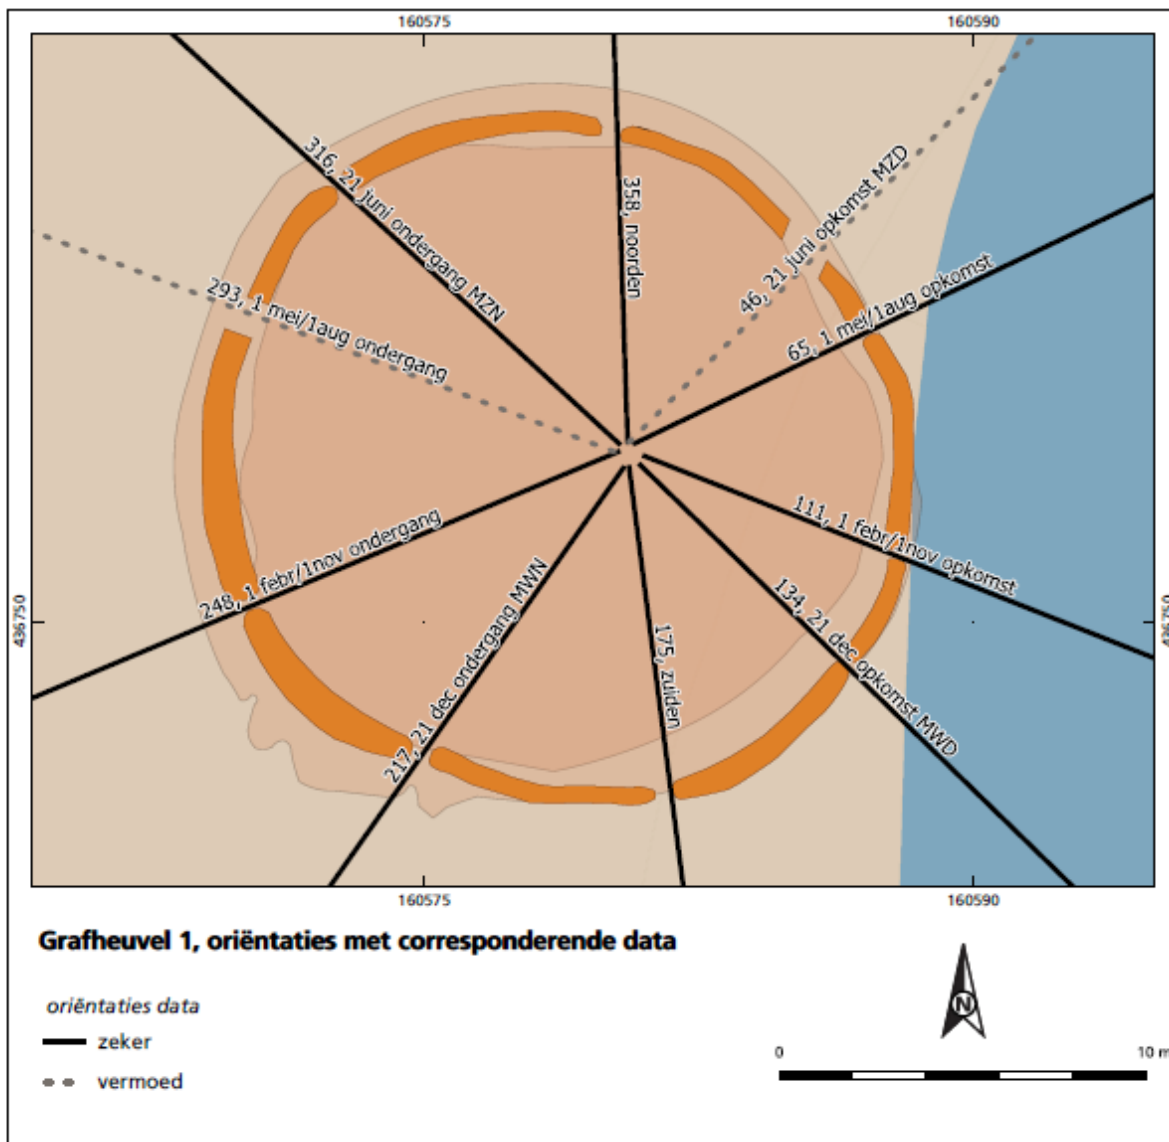 160575
160590
316, 21 juni ondergang MZN
358, noorden
46, 21 juni opkomst MZD
293, 1 mei/1aug ondergang
65, 1 mei/1aug opkomst
111, 1 febr/1nov opkomst
248, 1 febr/1nov ondergang
134, 21 dec opkomst MWD
217, 21 dec ondergang MWN
175, zuiden
436750
436750
160575
160590
Grafheuvel 1, oriëntaties met corresponderende data
oriëntaties data
zeker
vermoed
N
0
10 m